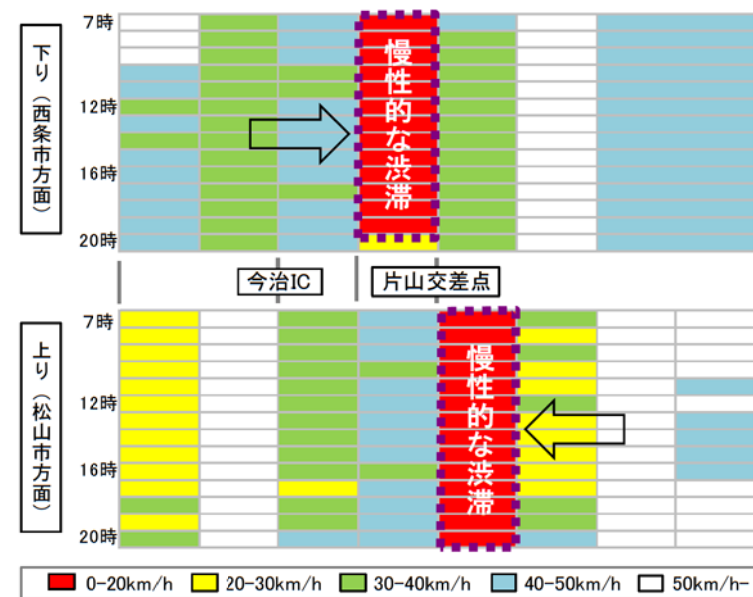 下り（西条市方面）
7時
12時
16時
20時
慢性的な渋滞
今治IC
片山交差点
上り（松山市方面）
7時
12時
16時
20時
慢性的な渋滞
0-20km/h
20-30km/h
30-40km/h
40-50km/h
50km/h-